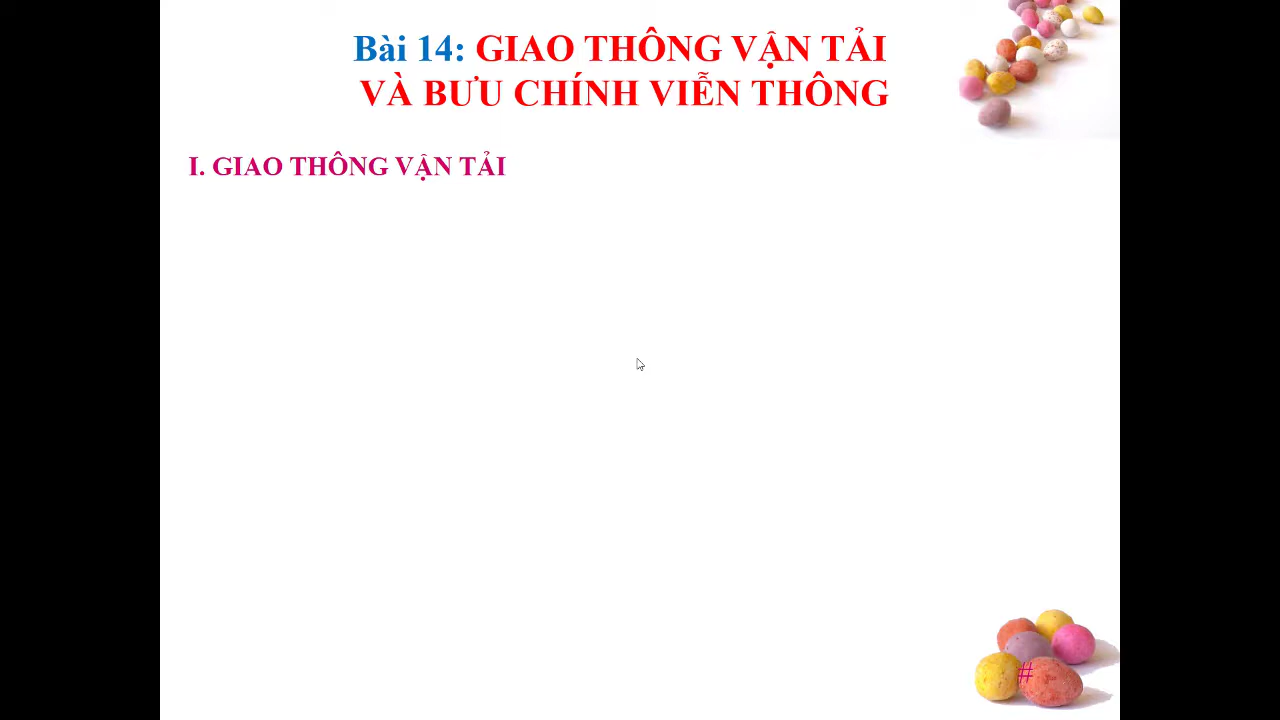 Bài 14: GIAO THÔNG VẬN TẢI
VÀ BƯU CHÍNH VIỄN THÔNG
I. GIAO THÔNG VẬN TẢI
#